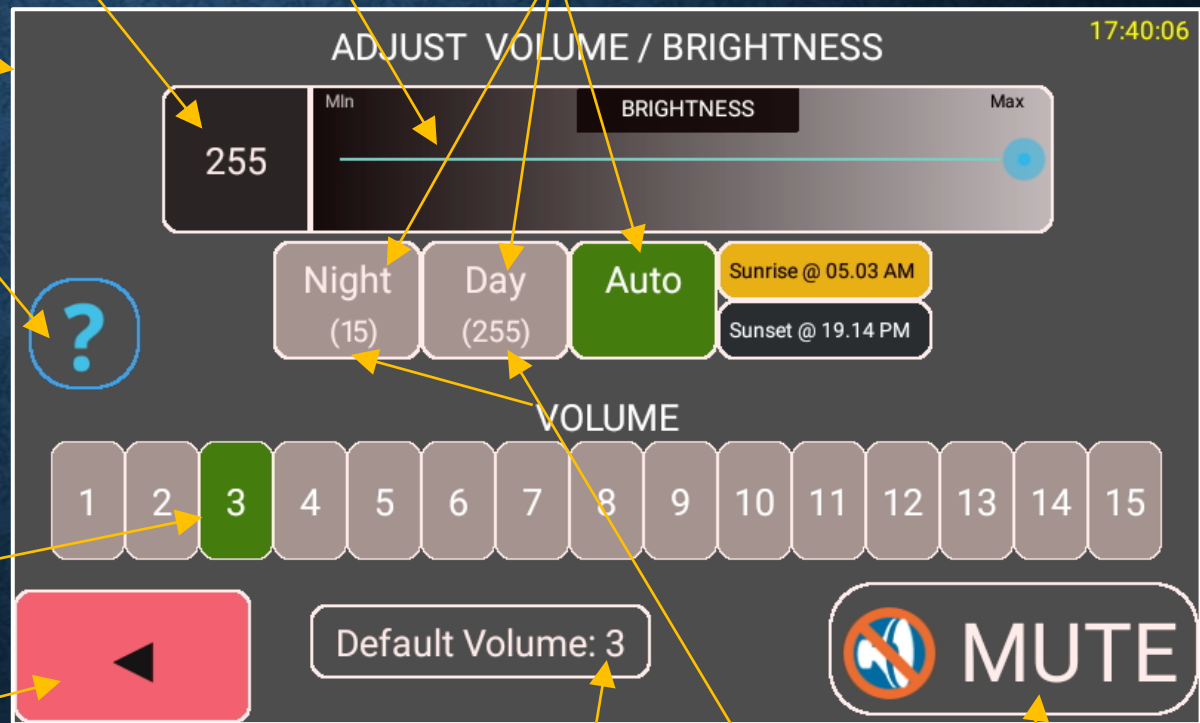 17:40:06
ADJUST VOLUME / BRIGHTNESS
MIn
BRIGHTNESS
Max
255
Night
(15)
Day
(255)
Auto
Sunrise @ 05.03 AM
Sunset @ 19.14 PM
?
VOLUME
1 2 3 4 5 6 7 8 9 10 11 12 13 14 15
Default Volume: 3
MUTE